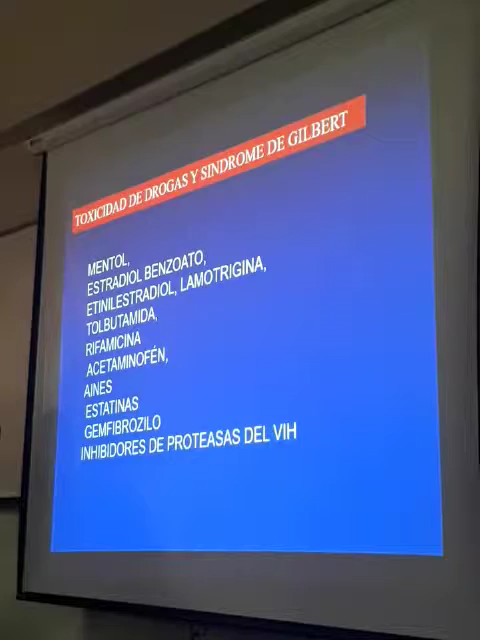 TOXICIDAD DE DROGAS Y SINDROME DE GILBERT
MENTOL,
ESTRADIOL BENZOATO,
ETINILESTRADIOL, LAMOTRIGINA,
TOLBUTAMIDA,
RIFAMICINA
ACETAMINOFÉN,
AINES
ESTATINAS
GEMFIBROZILO
INHIBIDORES DE PROTEASAS DEL VIH